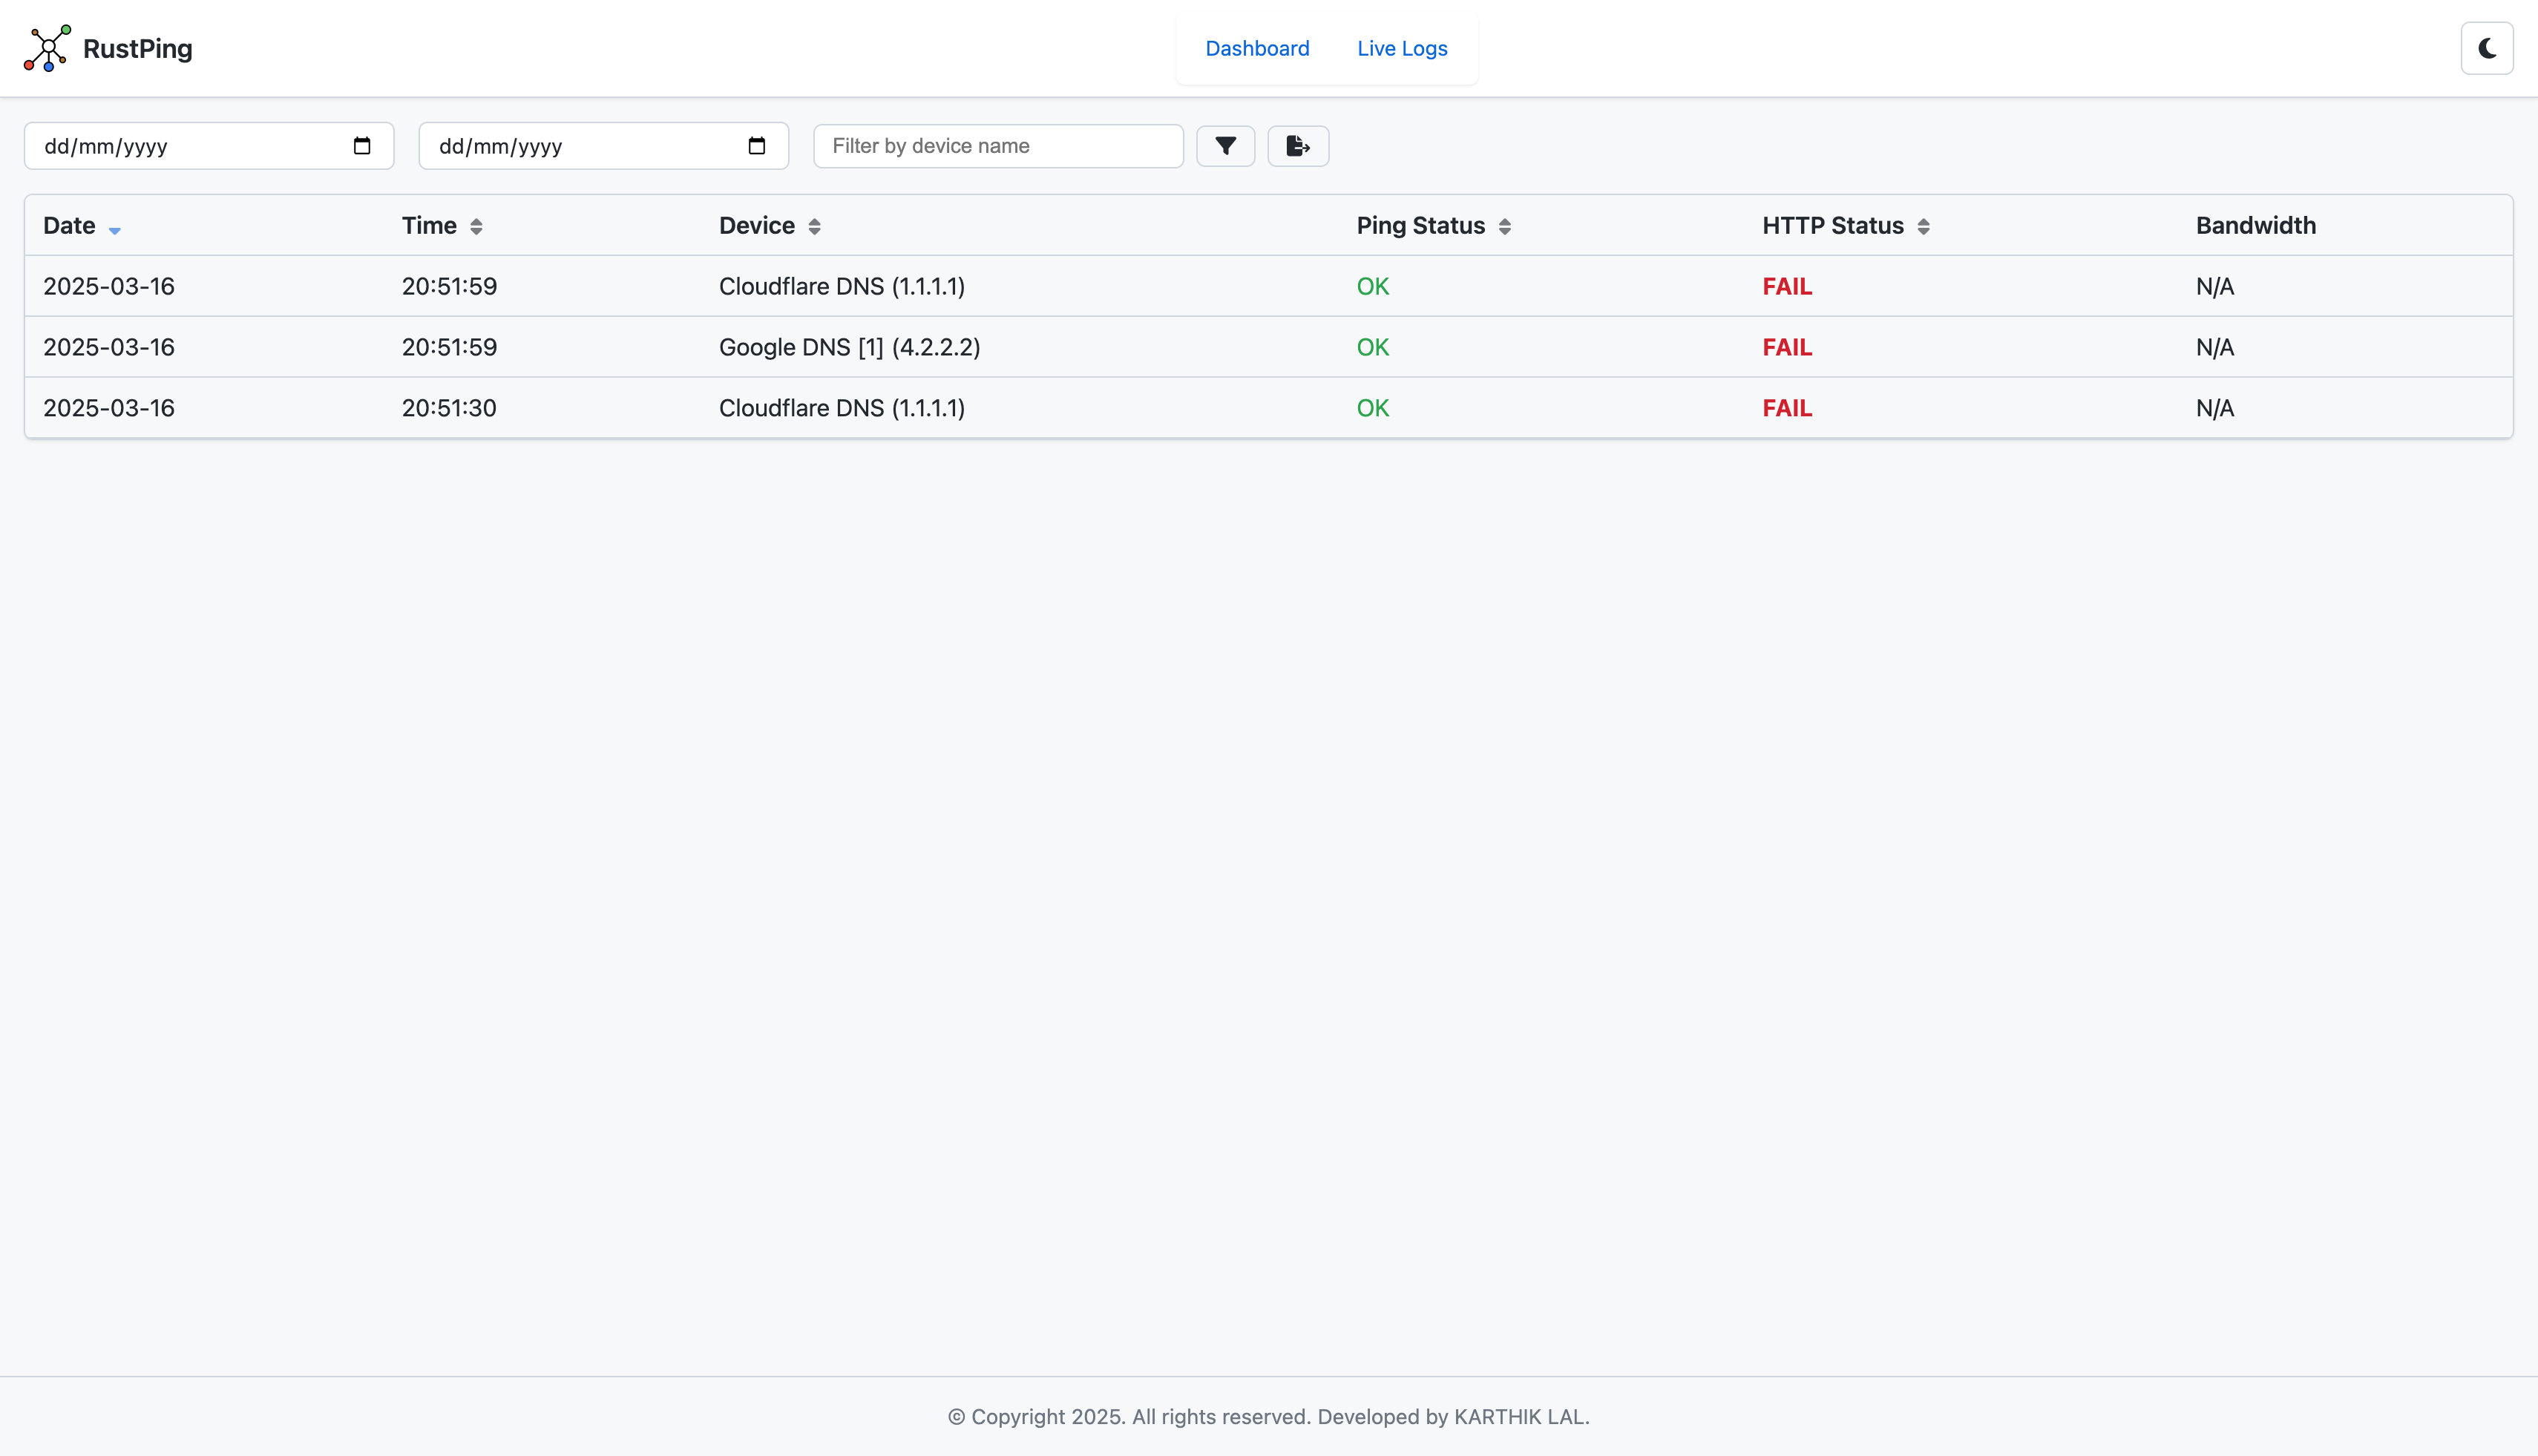 RustPing Dashboard Live Logs
dd/mm/yyyy dd/mm/yyyy Filter by device name
Date Time Device Ping Status HTTP Status Bandwidth
2025-03-16 20:51:59 Cloudflare DNS (1.1.1.1) OK FAIL N/A
2025-03-16 20:51:59 Google DNS [1] (4.2.2.2) OK FAIL N/A
2025-03-16 20:51:30 Cloudflare DNS (1.1.1.1) OK FAIL N/A
© Copyright 2025. All rights reserved. Developed by KARTHIK LAL.